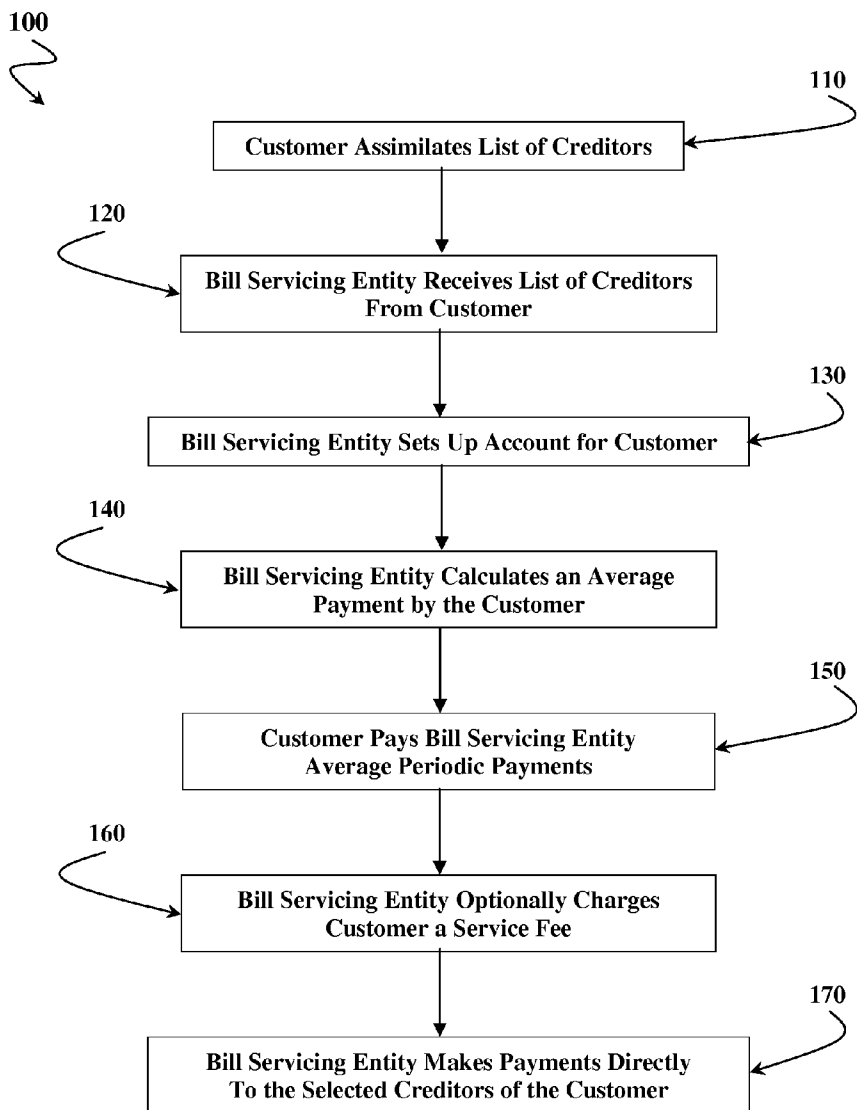 100
110
Customer Assimilates List of Creditors
120
Bill Servicing Entity Receives List of Creditors
From Customer
130
Bill Servicing Entity Sets Up Account for Customer
140
Bill Servicing Entity Calculates an Average
Payment by the Customer
150
Customer Pays Bill Servicing Entity
Average Periodic Payments
160
Bill Servicing Entity Optionally Charges
Customer a Service Fee
170
Bill Servicing Entity Makes Payments Directly
To the Selected Creditors of the Customer